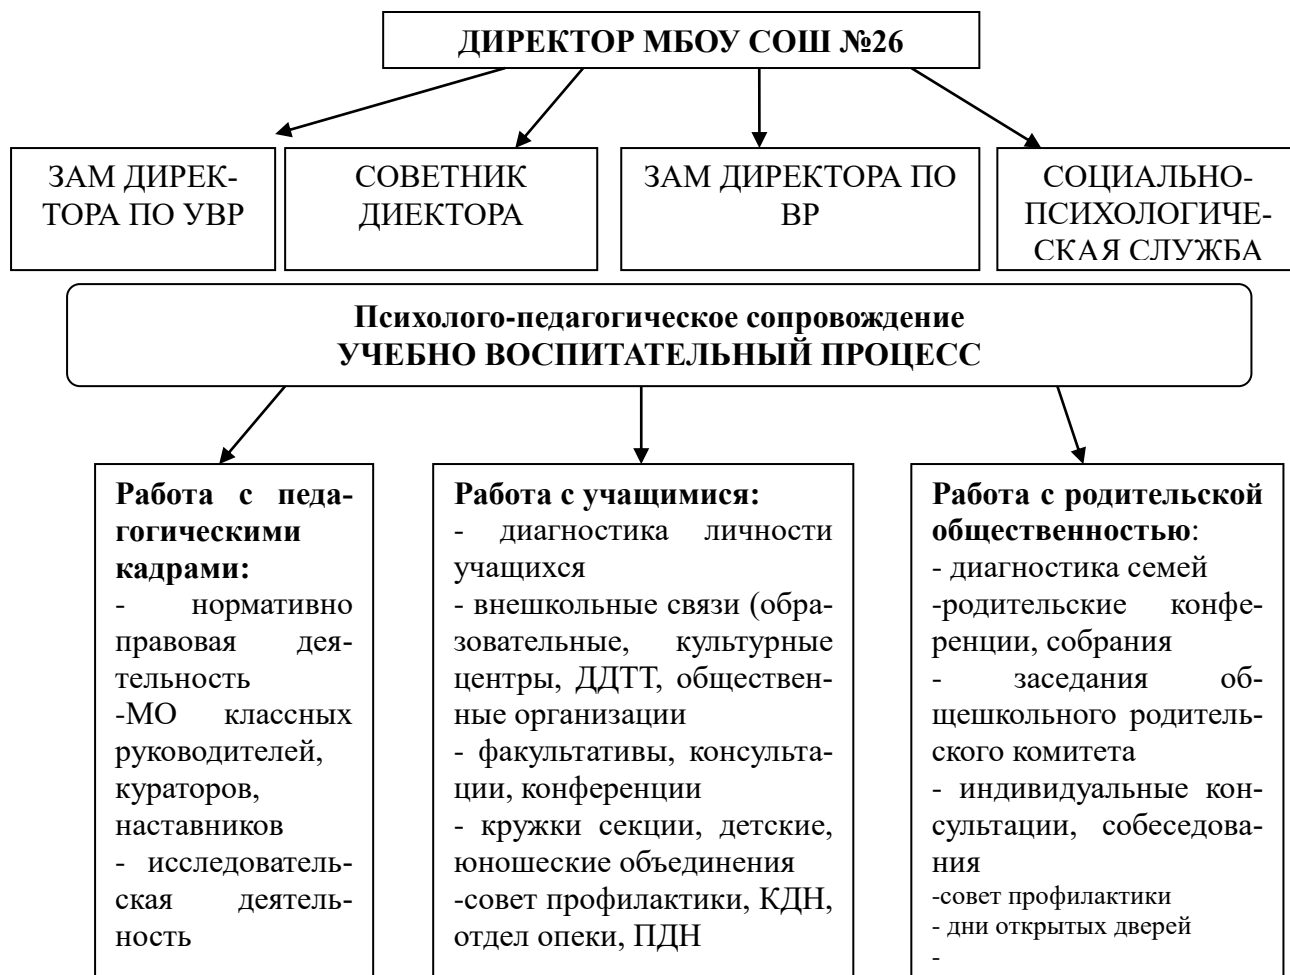 ДИРЕКТОР МБОУ СОШ №26
ЗАМ ДИРЕК-
ТОРА ПО УВР
СОВЕТНИК
ДИЕКТОРА
ЗАМ ДИРЕКТОРА ПО
ВР
СОЦИАЛЬНО-
ПСИХОЛОГИЧЕ-
СКАЯ СЛУЖБА
Психолого-педагогическое сопровождение
УЧЕБНО ВОСПИТАТЕЛЬНЫЙ ПРОЦЕСС
Работа с педа-
гогическими
кадрами:
- нормативно
правовая дея-
тельность
-МО классных
руководителей,
кураторов,
наставников
- исследователь-
ская деятель-
ность
Работа с учащимися:
- диагностика личности
учащихся
- внешкольные связи (обра-
зовательные, культурные
центры, ДДТТ, обществен-
ные организации
- факультативы, консульта-
ции, конференции
- кружки секции, детские,
юношеские объединения
-совет профилактики, КДН,
отдел опеки, ПДН
Работа с родительской
общественностью:
- диагностика семей
-родительские конфе-
ренции, собрания
- заседания об-
щешкольного родитель-
ского комитета
- индивидуальные кон-
сультации, собеседова-
ния
-совет профилактики
- дни открытых дверей
-